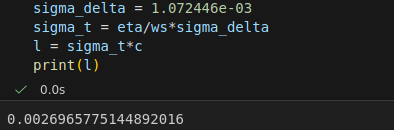 sigma_delta = 1.072446e-03
sigma_t = eta/ws*sigma_delta
l = sigma_t*c
print(l)
0.0s
0.0026965775144892016